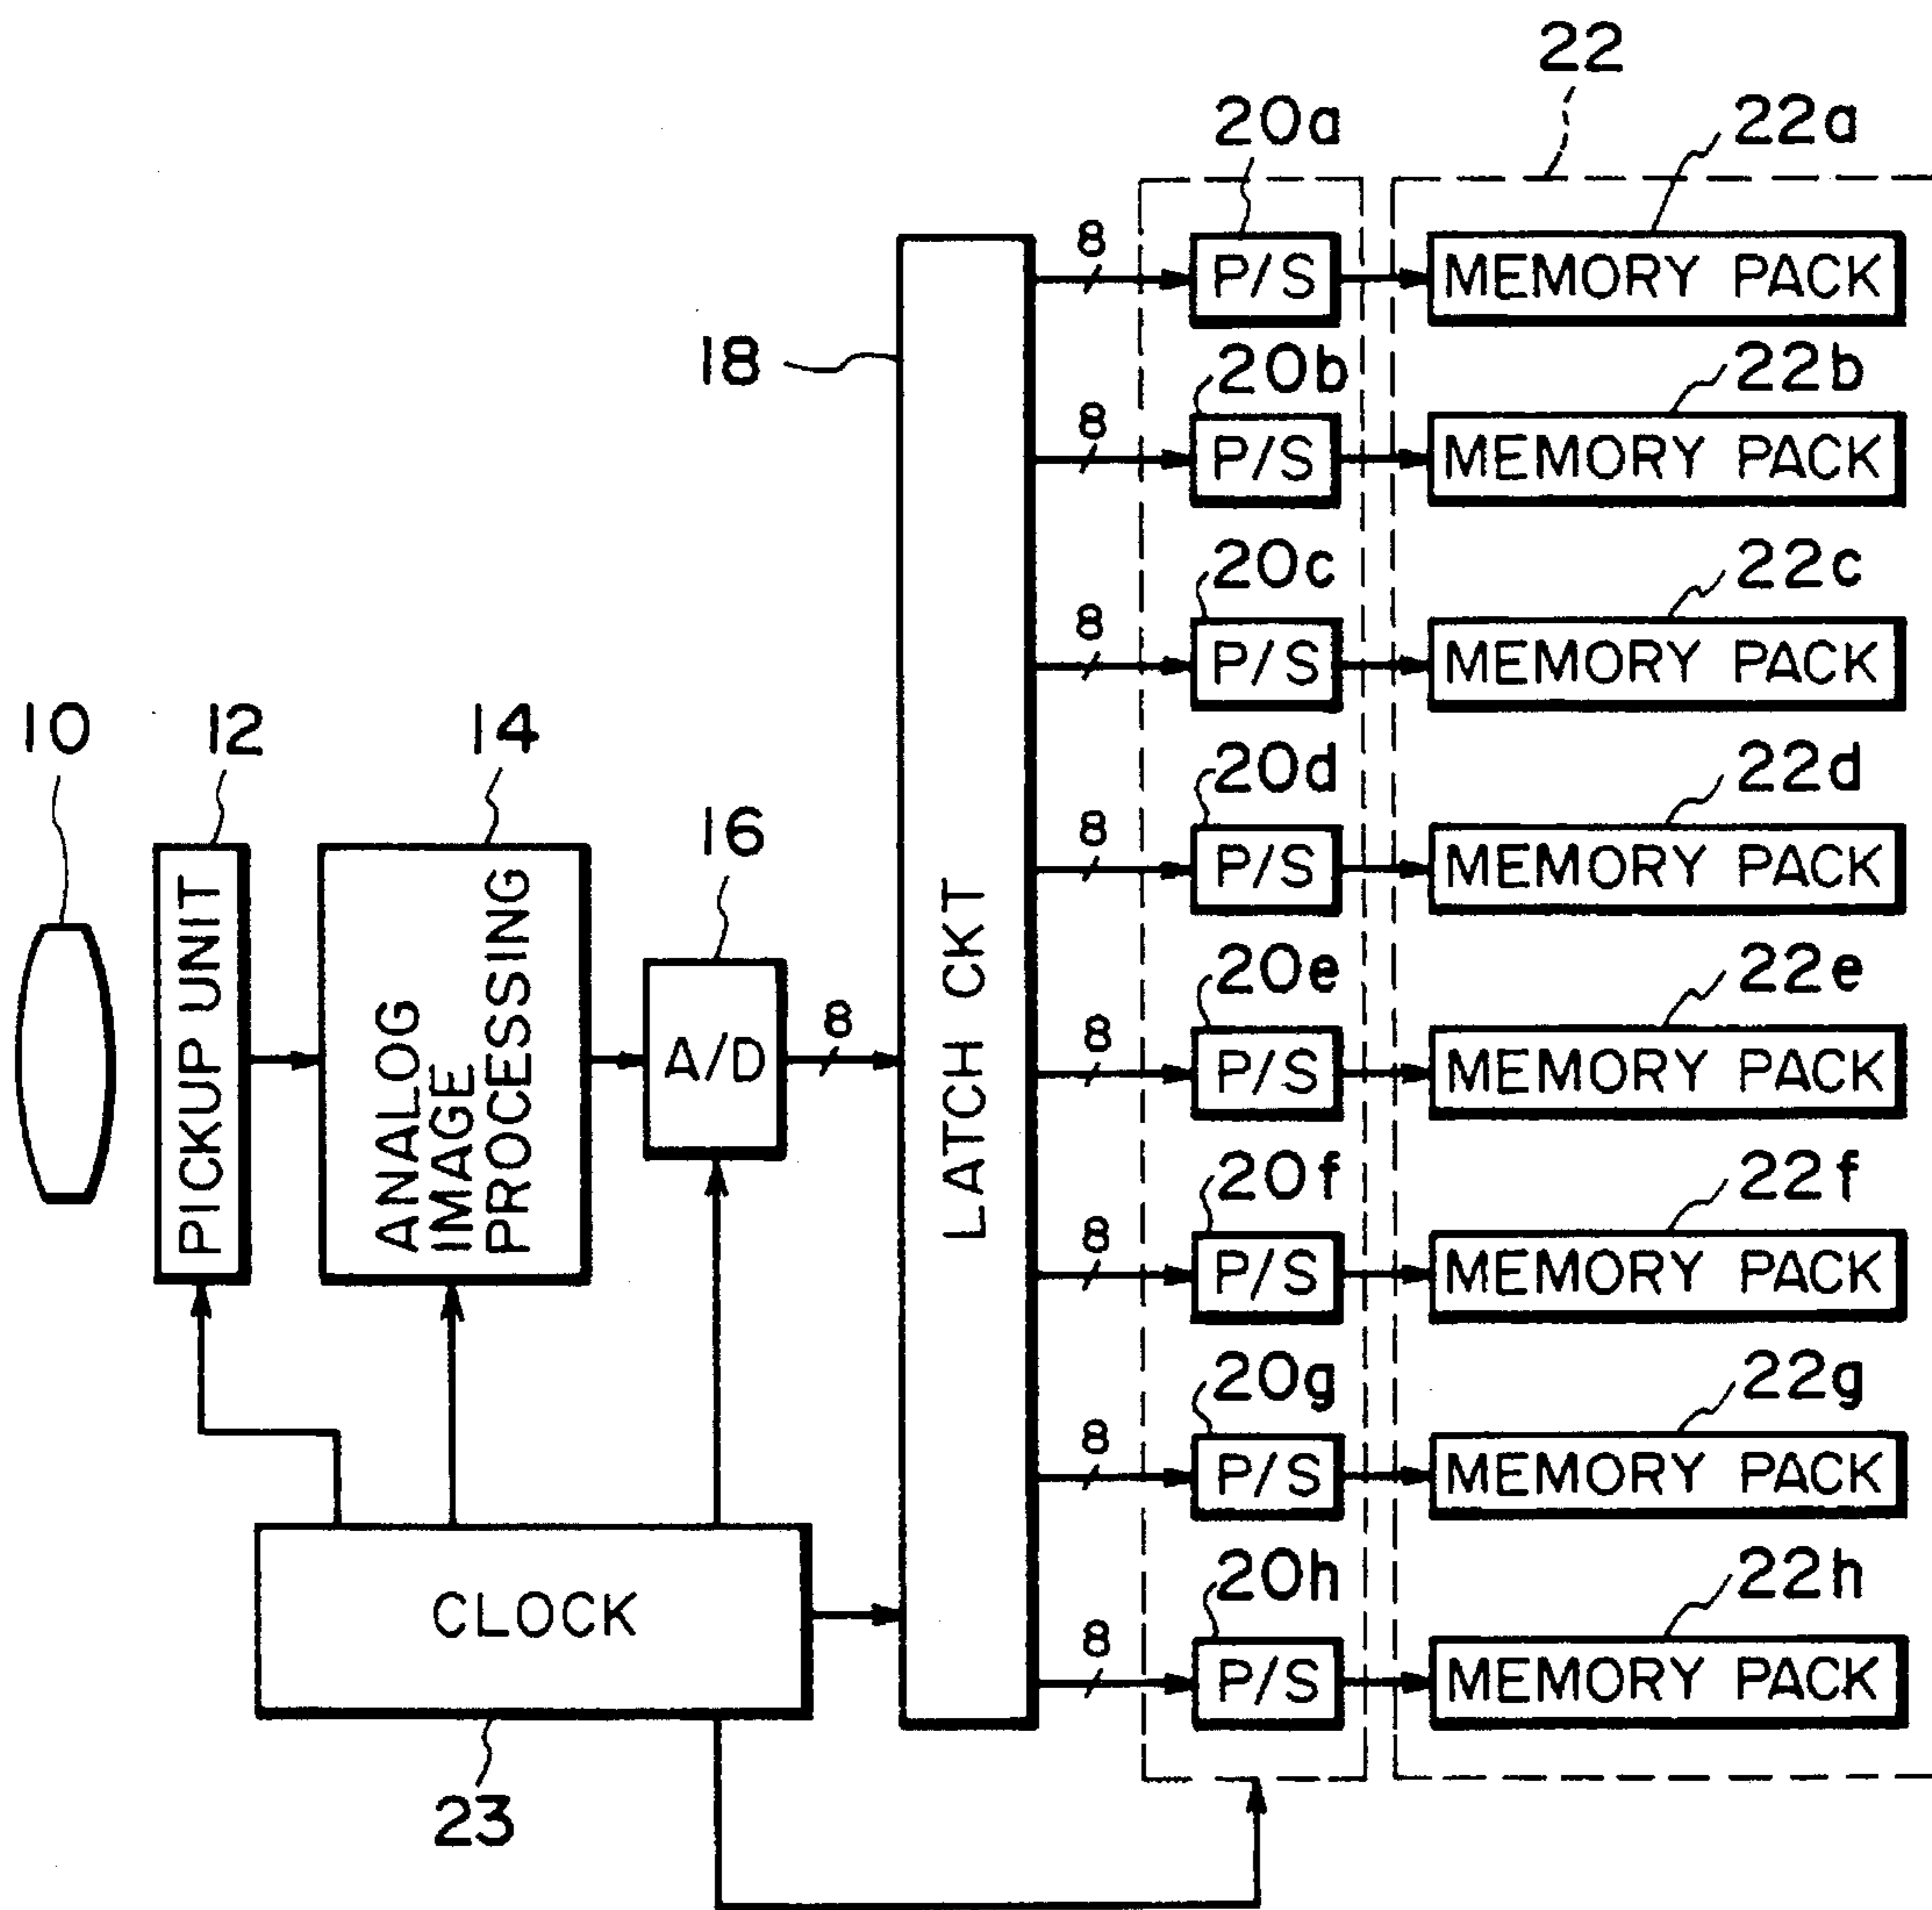 22
20a
22a
8
P/S
MEMORY PACK
18
20b
22b
8
P/S
MEMORY PACK
20c
22c
8
P/S
MEMORY PACK
10
12
14
16
20d
22d
8
P/S
MEMORY PACK
PICKUP UNIT
ANALOG
IMAGE
PROCESSING
A/D
8
LATCH CKT
20e
22e
8
P/S
MEMORY PACK
20f
22f
8
P/S
MEMORY PACK
20g
22g
8
P/S
MEMORY PACK
CLOCK
23
20h
22h
8
P/S
MEMORY PACK